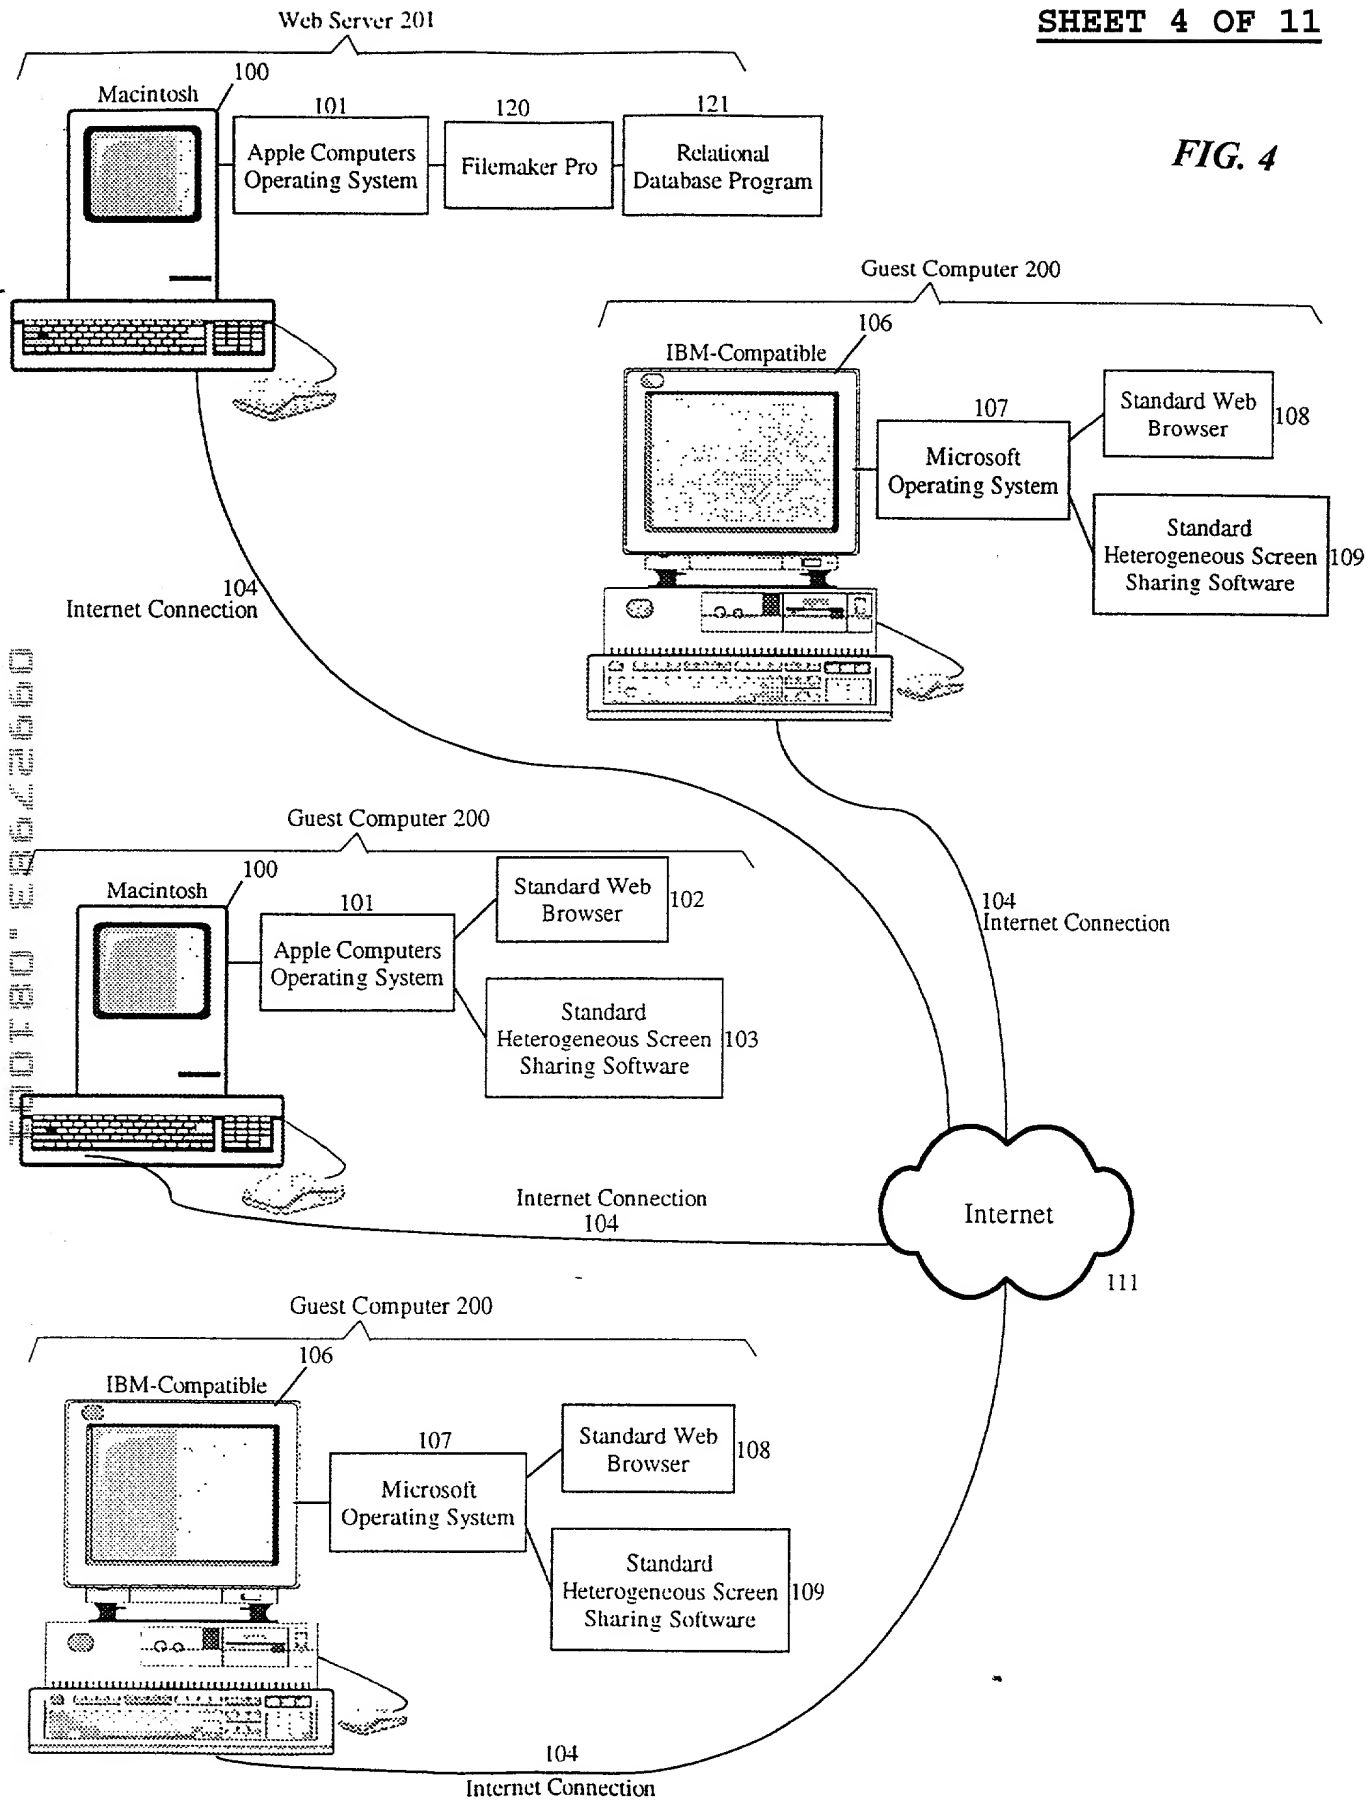 SHEET 4 OF 11
FIG. 4
Web Server 201
100
Macintosh
101
Apple Computers
Operating System
120
Filemaker Pro
121
Relational
Database Program
Guest Computer 200
106
IBM-Compatible
107
Microsoft
Operating System
Standard Web
Browser
108
Standard
Heterogeneous Screen
Sharing Software
109
104
Internet Connection
Guest Computer 200
100
Macintosh
101
Apple Computers
Operating System
Standard Web
Browser
102
Standard
Heterogeneous Screen
Sharing Software
103
104
Internet Connection
Internet Connection
104
Internet
111
Guest Computer 200
106
IBM-Compatible
107
Microsoft
Operating System
Standard Web
Browser
108
Standard
Heterogeneous Screen
Sharing Software
109
104
Internet Connection